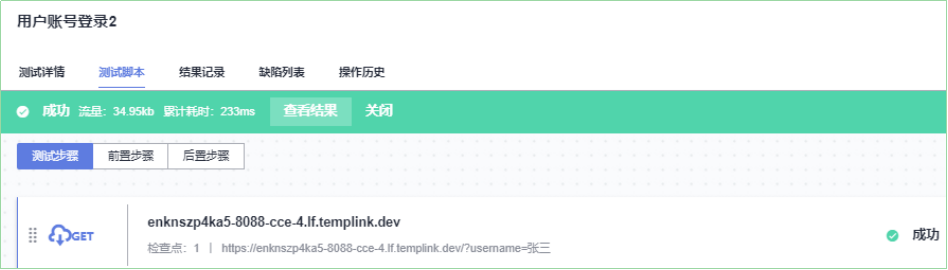 用户账号登录2
测试详情 测试脚本 结果记录 缺陷列表 操作历史
成功 流量：34.95kb 累计耗时：233ms 查看结果 关闭
测试步骤 前置步骤 后置步骤
enknszp4ka5-8088-cce-4.lf.templink.dev
GET 成功
检查点：1 | https://enknszp4ka5-8088-cce-4.lf.templink.dev/?username=张三